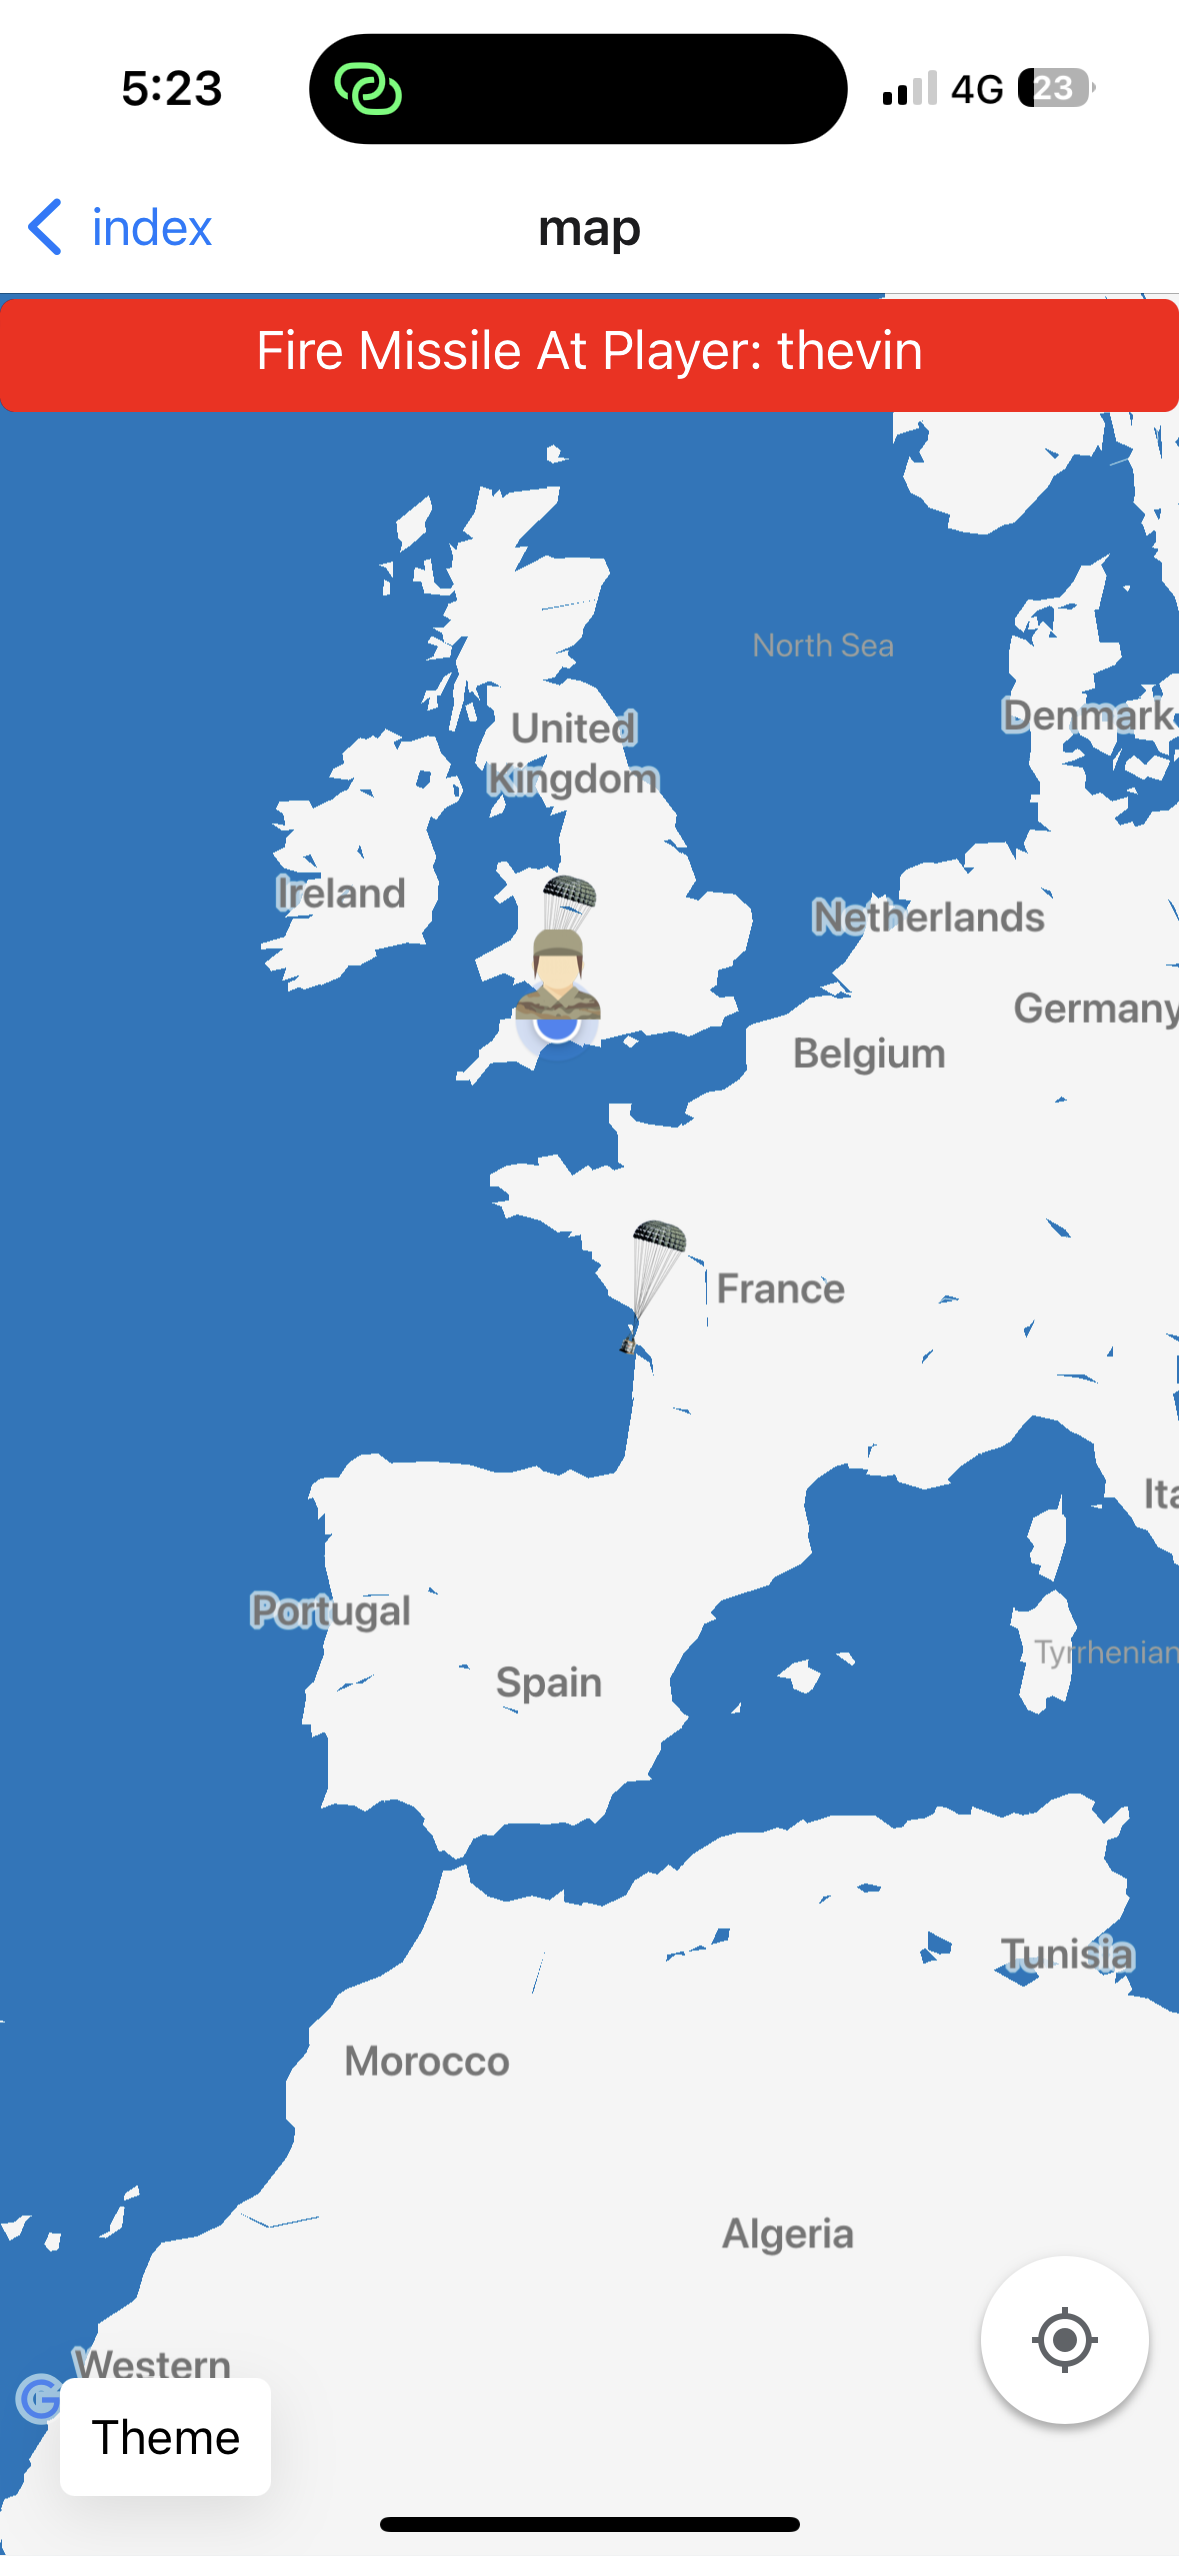 5:23
4G 23
index
map
Fire Missile At Player: thevin
North Sea
Denmark
United
Kingdom
Ireland
Netherlands
Germany
Belgium
France
Ita
Portugal
Tyrrhenian
Spain
Tunisia
Morocco
Algeria
Western
G
Theme